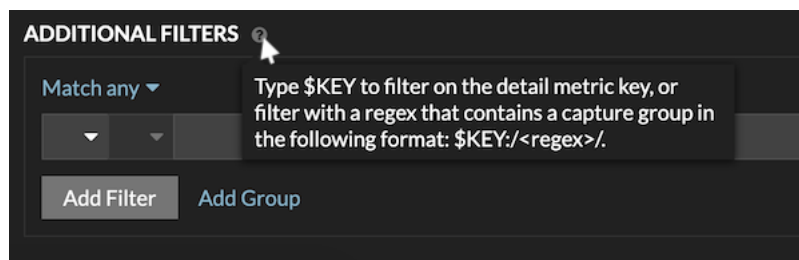 ADDITIONAL FILTERS ?
Match any
Type $KEY to filter on the detail metric key, or
filter with a regex that contains a capture group in
the following format: $KEY:/<regex>/.
Add Filter Add Group